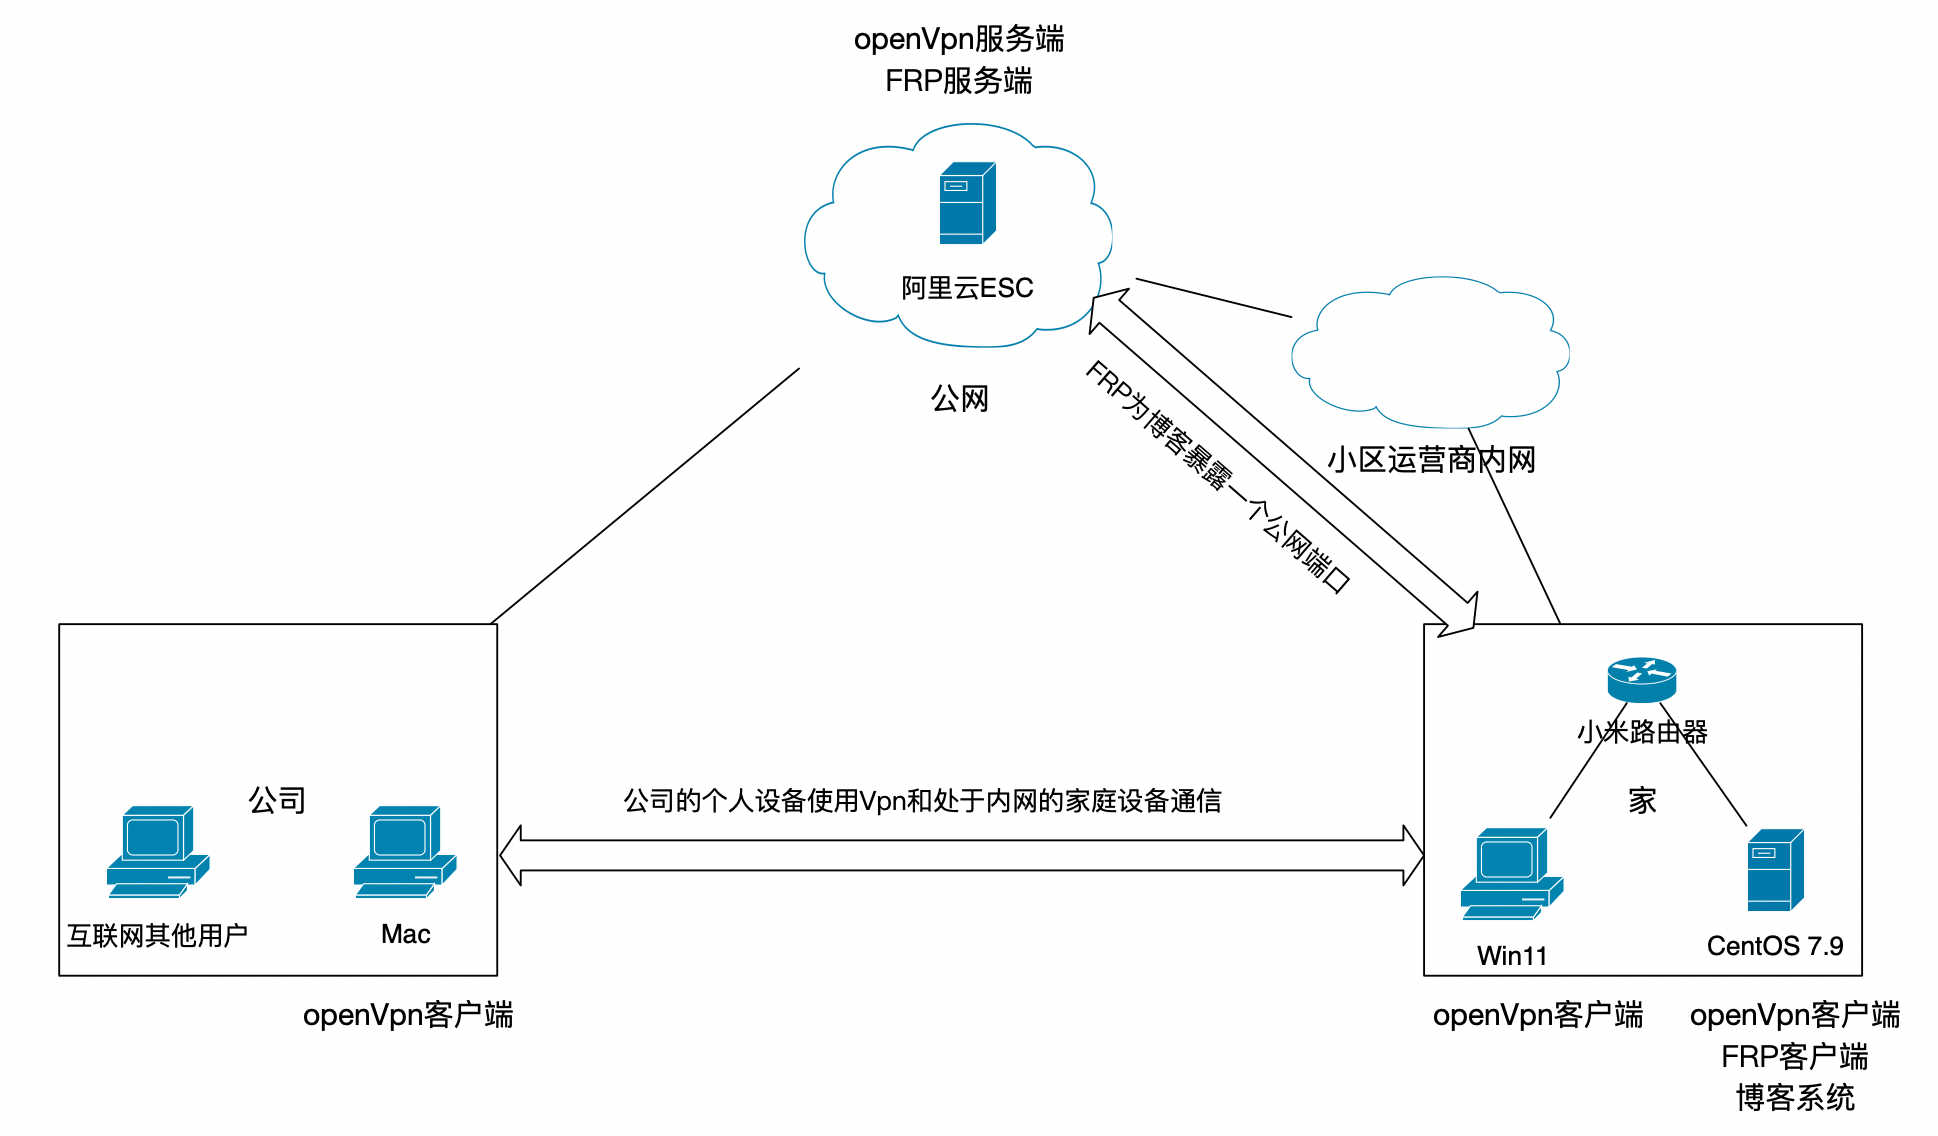 openVpn服务端
FRP服务端
阿里云ESC
公网
FRP为博客暴露一个公网端口
小区运营商内网
小米路由器
公司
公司的个人设备使用Vpn和处于内网的家庭设备通信
家
互联网其他用户
Mac
Win11
CentOS 7.9
openVpn客户端
openVpn客户端
openVpn客户端
FRP客户端
博客系统